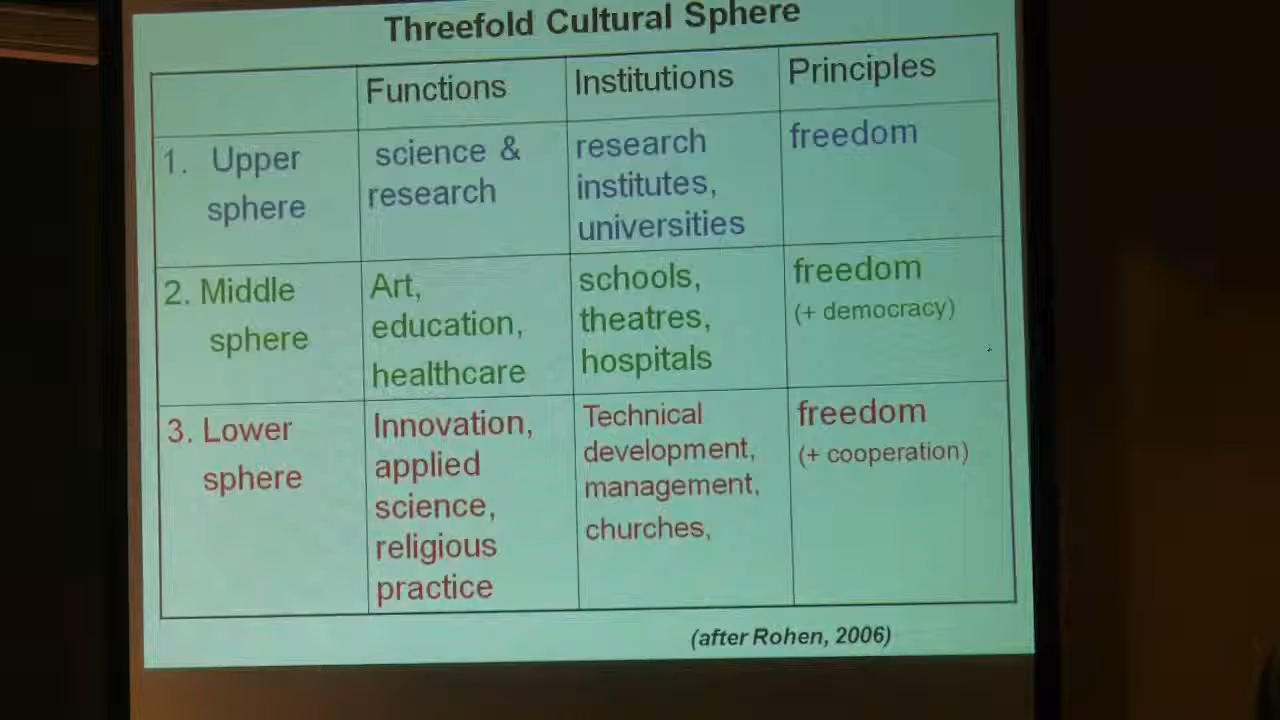 Threefold Cultural Sphere
Functions
Institutions
Principles
1. Upper
sphere
science &
research
research
institutes,
universities
freedom
2. Middle
sphere
Art,
education,
healthcare
schools,
theatres,
hospitals
freedom
(+ democracy)
3. Lower
sphere
Innovation,
applied
science,
religious
practice
Technical
development,
management,
churches,
freedom
(+ cooperation)
(after Rohen, 2006)